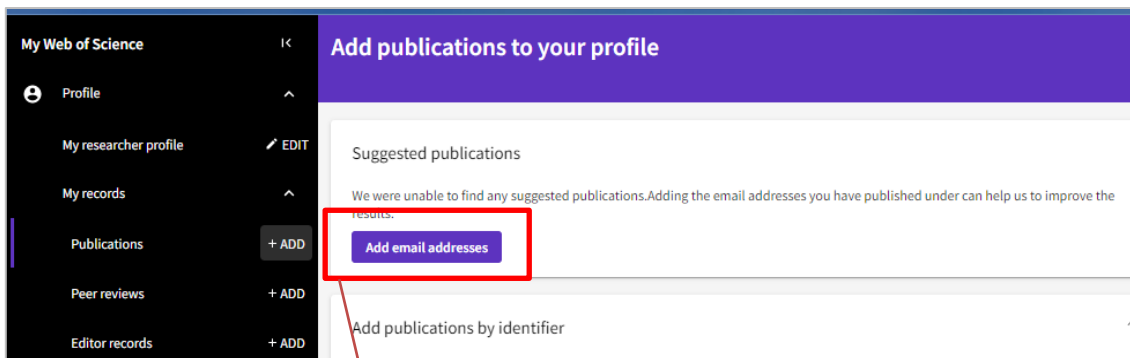 My Web of Science
Add publications to your profile
Profile
My researcher profile
EDIT
My records
Publications
+ ADD
Peer reviews
+ ADD
Editor records
+ ADD
Suggested publications
We were unable to find any suggested publications.Adding the email addresses you have published under can help us to improve the
results.
Add email addresses
Add publications by identifier